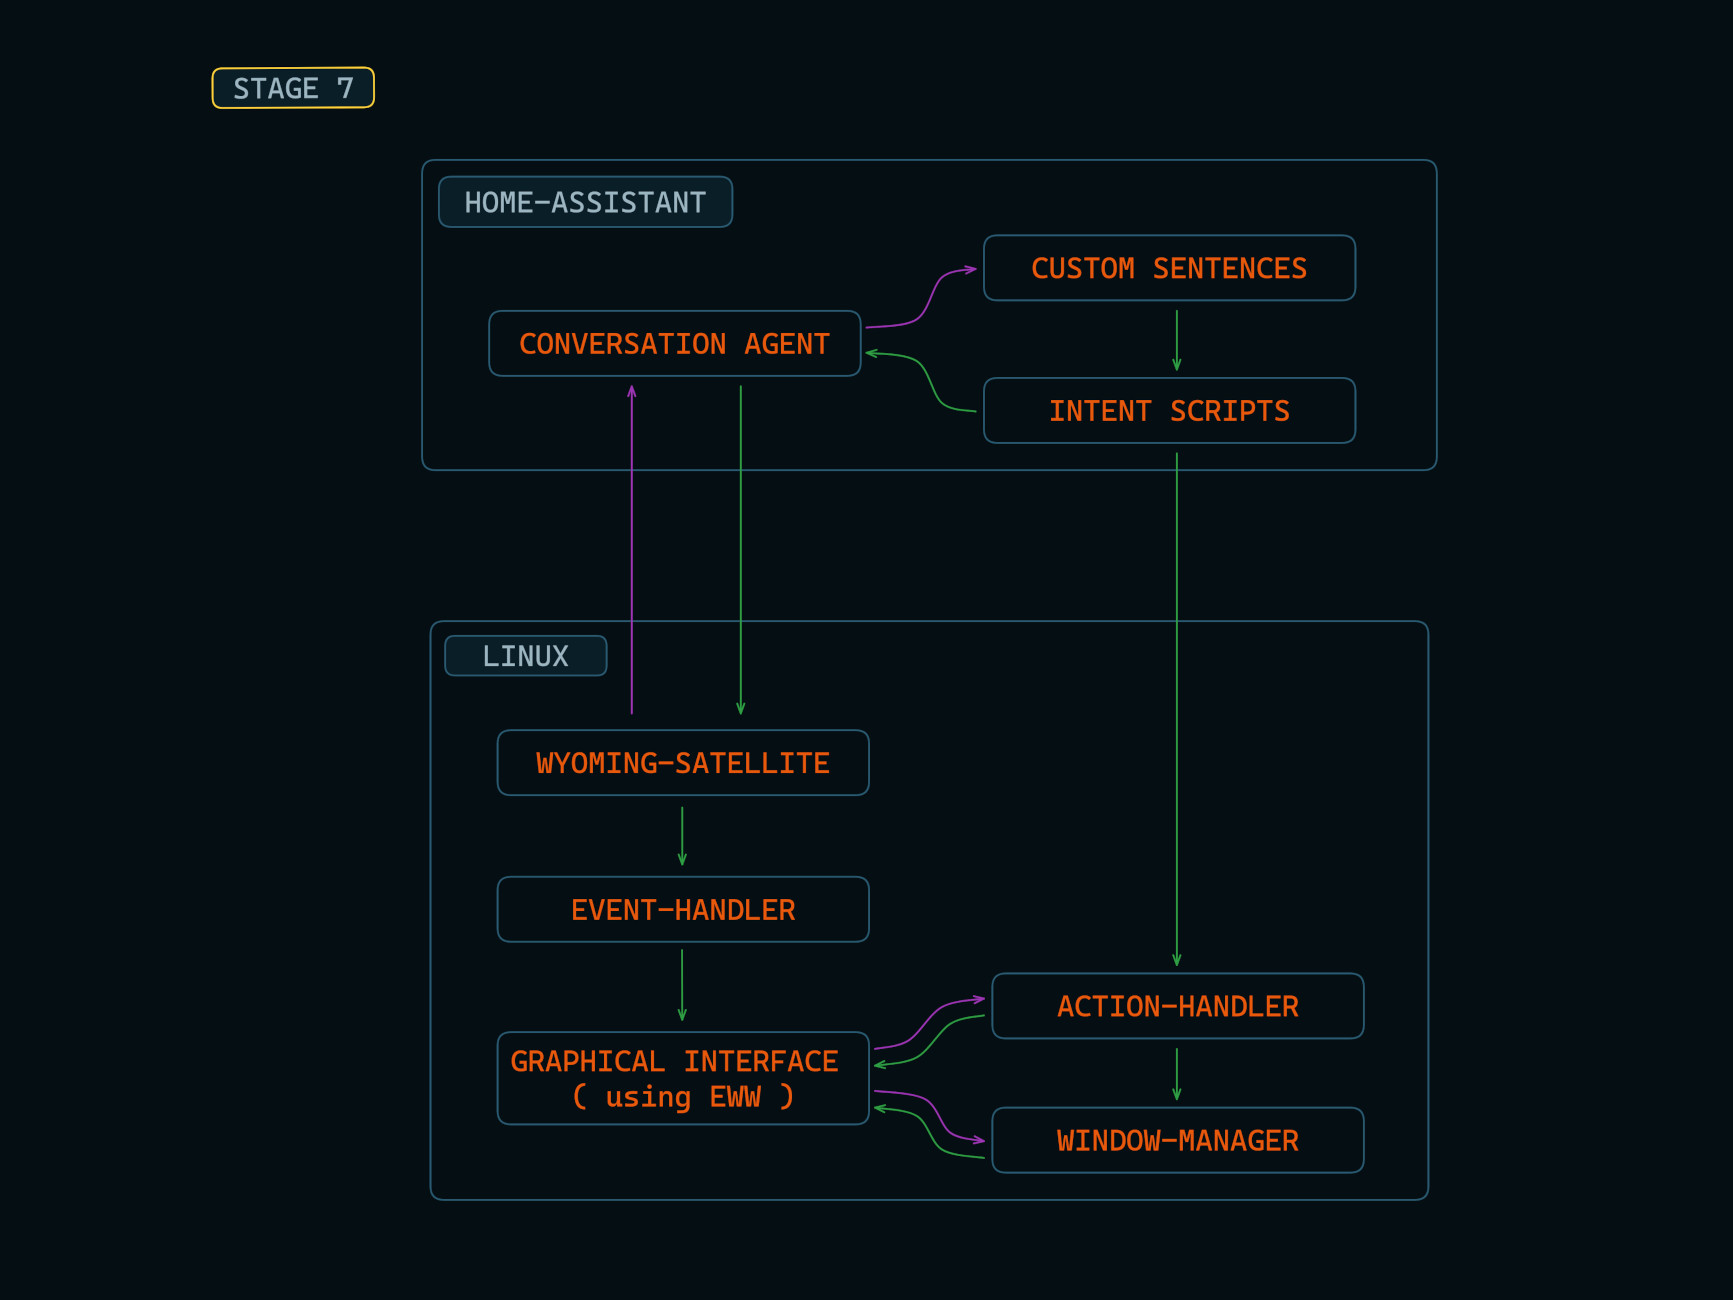 STAGE 7
HOME-ASSISTANT
CUSTOM SENTENCES
CONVERSATION AGENT
INTENT SCRIPTS
LINUX
WYOMING-SATELLITE
EVENT-HANDLER
ACTION-HANDLER
GRAPHICAL INTERFACE
( using EWW )
WINDOW-MANAGER